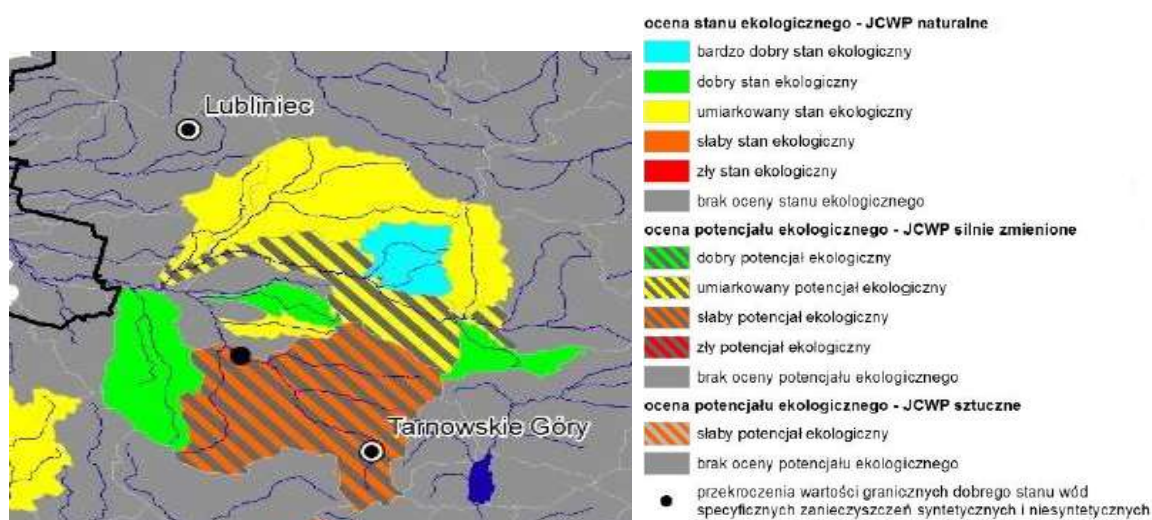 Lubliniec
Tarnowskie Góry
ocena stanu ekologicznego - JCWP naturalne
bardzo dobry stan ekologiczny
dobry stan ekologiczny
umiarkowany stan ekologiczny
słaby stan ekologiczny
zły stan ekologiczny
brak oceny stanu ekologicznego
ocena potencjału ekologicznego - JCWP silnie zmienione
dobry potencjał ekologiczny
umiarkowany potencjał ekologiczny
słaby potencjał ekologiczny
zły potencjał ekologiczny
brak oceny potencjału ekologicznego
ocena potencjału ekologicznego - JCWP sztuczne
słaby potencjał ekologiczny
brak oceny potencjału ekologicznego
przekroczenia wartości granicznych dobrego stanu wód
specyficznych zanieczyszczeń syntetycznych i niesyntetycznych